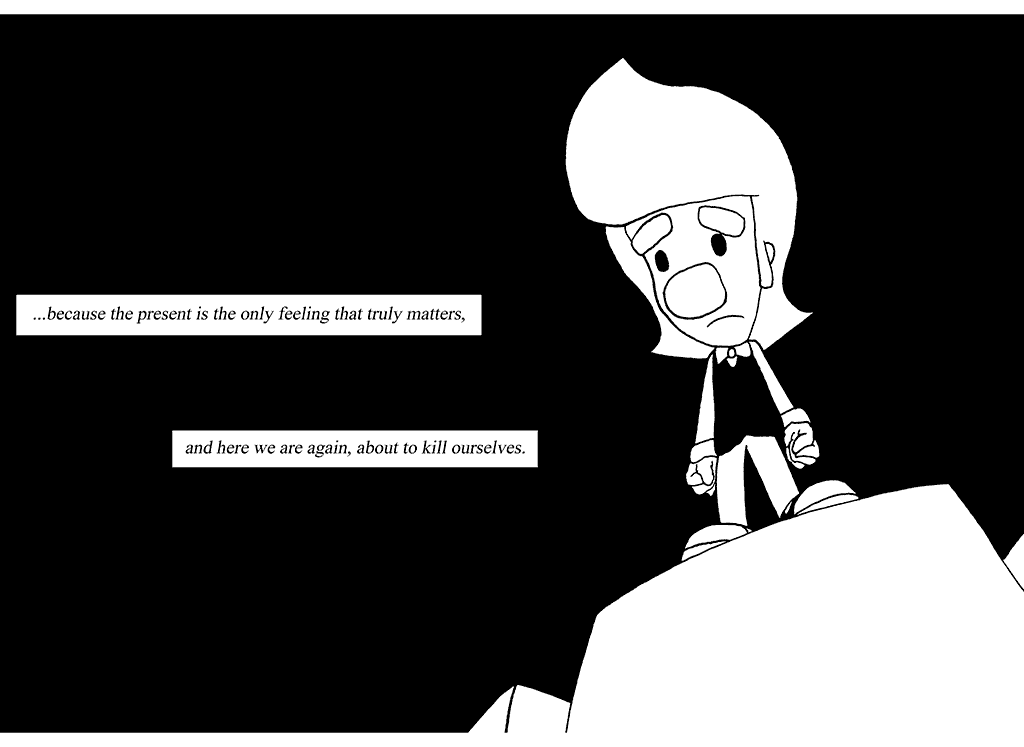 ...because the present is the only feeling that truly matters,
and here we are again, about to kill ourselves.